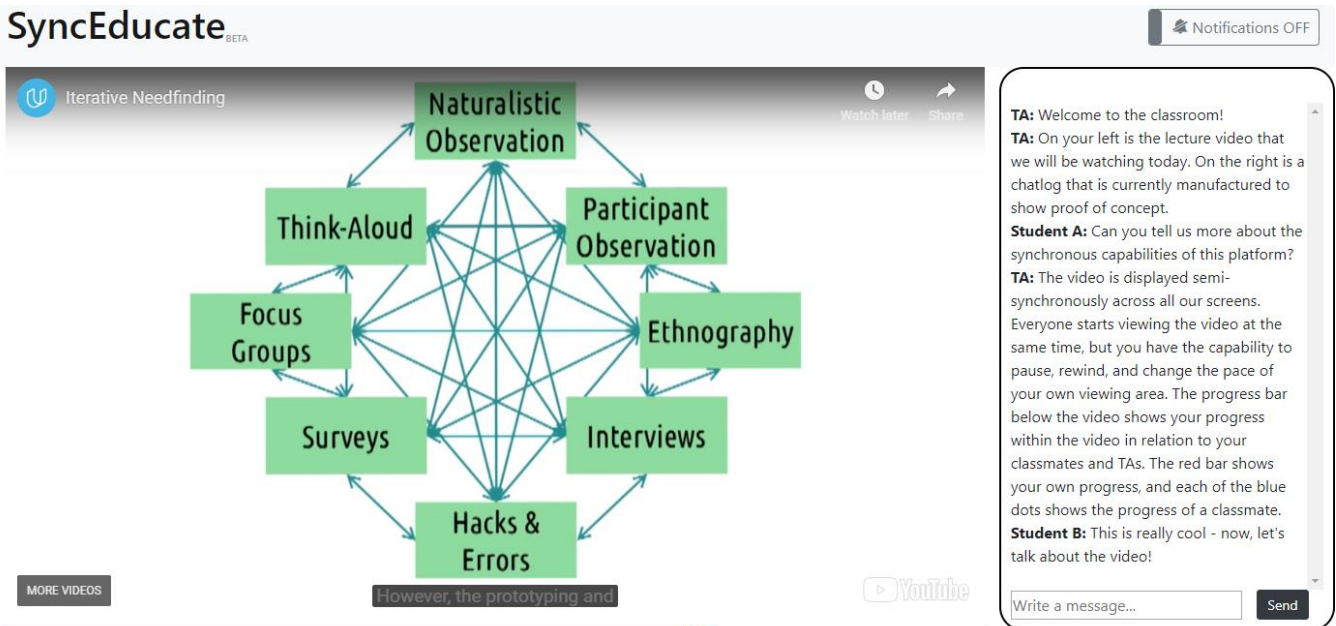 SyncEducate BETA
Notifications OFF
Iterative Needfinding
Watch later
Share
Naturalistic
Observation
Think-Aloud
Participant
Observation
Focus
Groups
Ethnography
Surveys
Interviews
Hacks &
Errors
MORE VIDEOS
However, the prototyping and
YouTube
TA: Welcome to the classroom!
TA: On your left is the lecture video that
we will be watching today. On the right is a
chatlog that is currently manufactured to
show proof of concept.
Student A: Can you tell us more about the
synchronous capabilities of this platform?
TA: The video is displayed semi-
synchronously across all our screens.
Everyone starts viewing the video at the
same time, but you have the capability to
pause, rewind, and change the pace of
your own viewing area. The progress bar
below the video shows your progress
within the video in relation to your
classmates and TAs. The red bar shows
your own progress, and each of the blue
dots shows the progress of a classmate.
Student B: This is really cool - now, let's
talk about the video!
Write a message...
Send